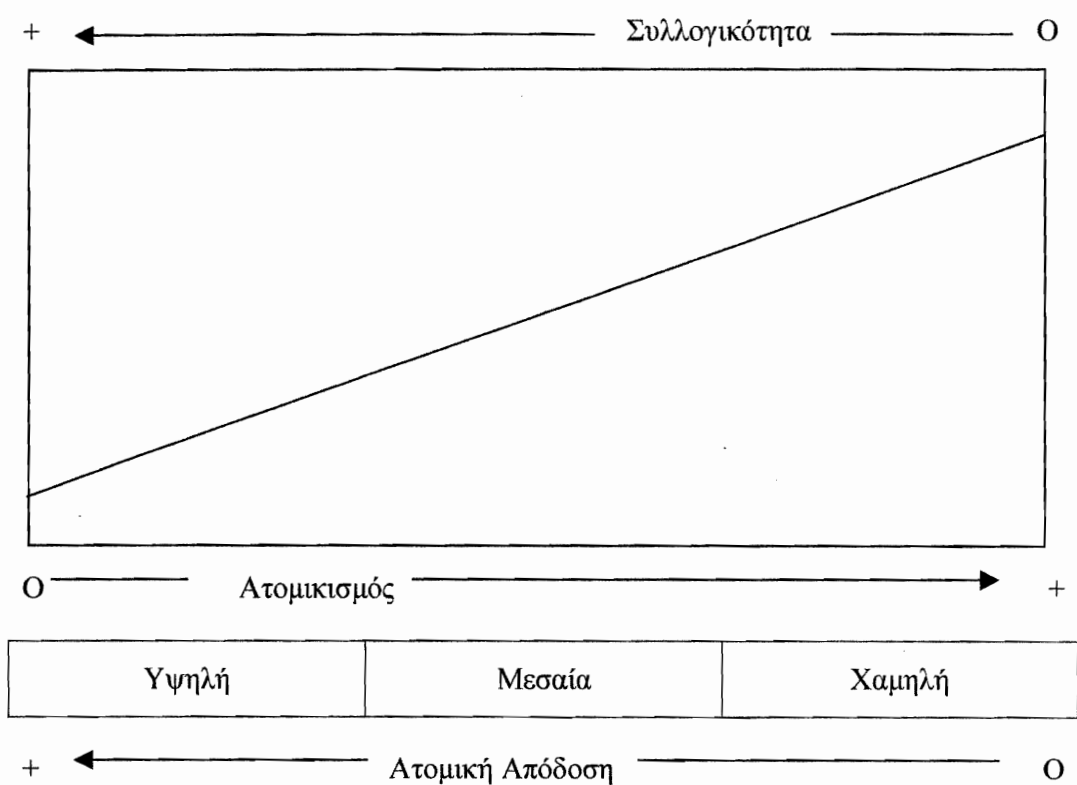 + Συλλογικότητα Ο
Ο Ατομικισμός +
Υψηλή Μεσαία Χαμηλή
+ Ατομική Απόδοση Ο